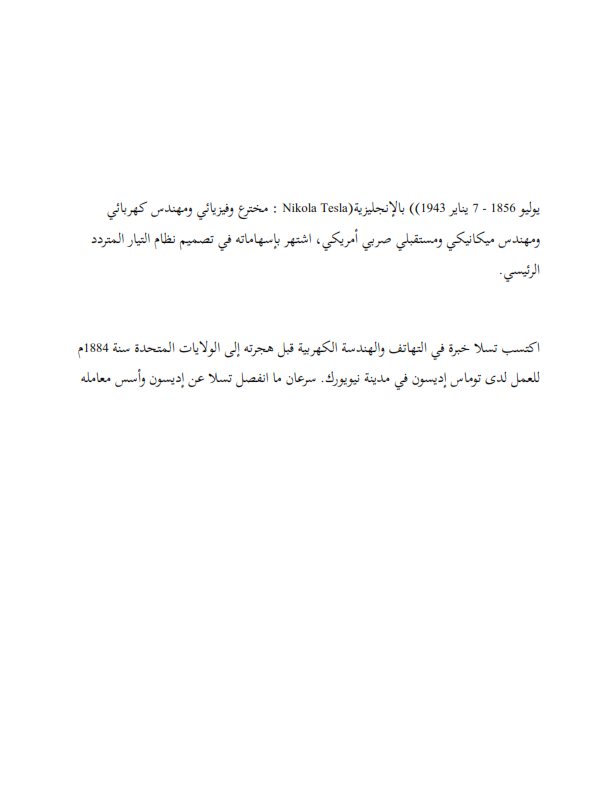 يوليو 1856 - 7 يناير 1943)) بالإنجليزية(Nikola Tesla : مخترع وفيزيائي ومهندس كهربائي
ومهندس ميكانيكي ومستقبلي صربي أمريكي، اشتهر بإسهاماته في تصميم نظام التيار المتردد
الرئيسي.
اكتسب تسلا خبرة في التهاتف والهندسة الكهربية قبل هجرته إلى الولايات المتحدة سنة 1884م
للعمل لدى توماس إديسون في مدينة نيويورك. سرعان ما انفصل تسلا عن إديسون وأسس معامله